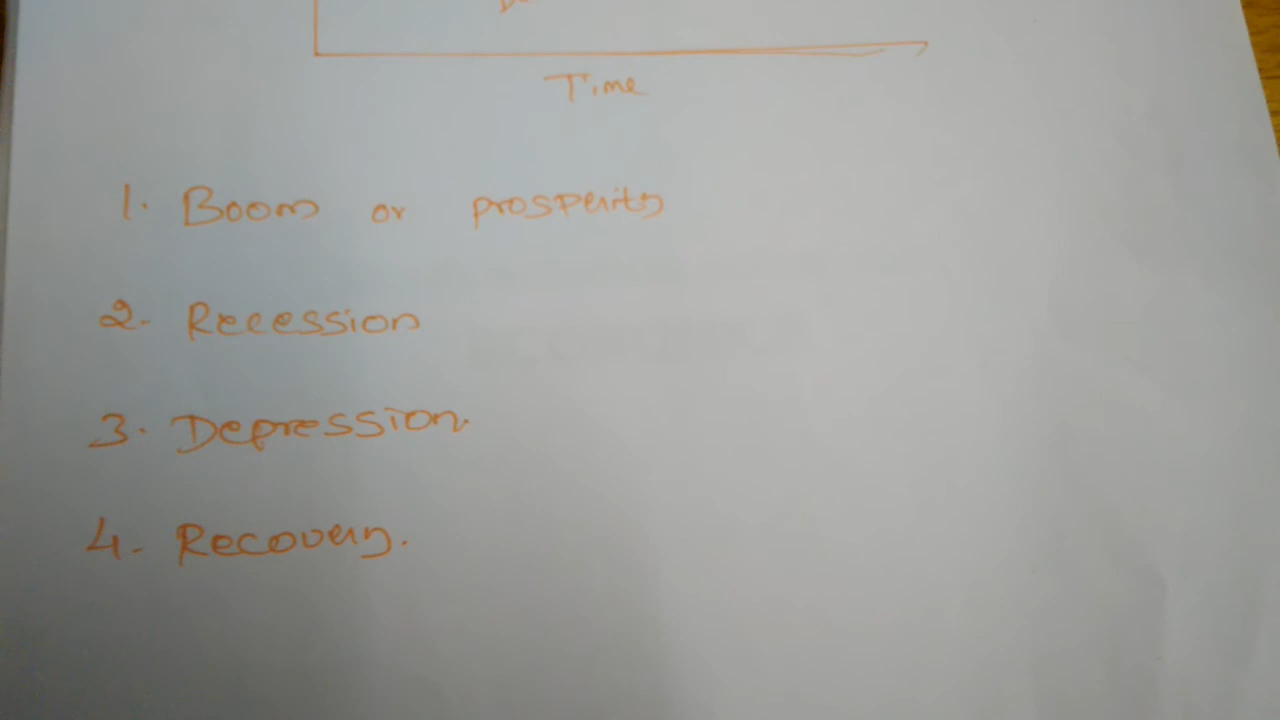 Time
1. Boom or prosperity
2. Recession
3. Depression.
4. Recovery.